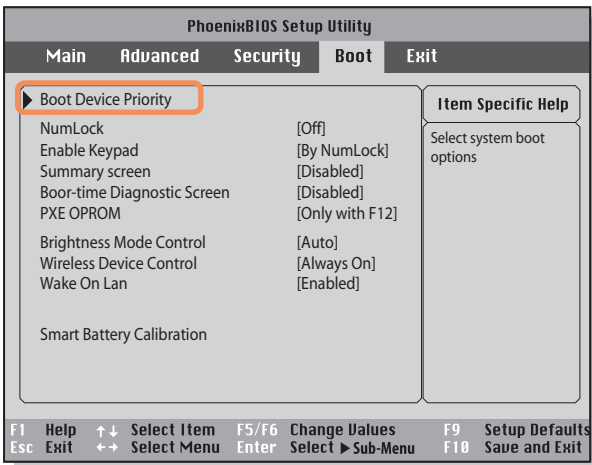 PhoenixBIOS Setup Utility
Main Advanced Security Boot Exit
Boot Device Priority
Item Specific Help
NumLock [Off]
Select system boot
options
Enable Keypad [By NumLock]
Summary screen [Disabled]
Boor-time Diagnostic Screen [Disabled]
PXE OPROM [Only with F12]
Brightness Mode Control [Auto]
Wireless Device Control [Always On]
Wake On Lan [Enabled]
Smart Battery Calibration
F1 Help ↑↓ Select Item F5/F6 Change Values F9 Setup Defaults
Esc Exit ←→ Select Menu Enter Select ▶ Sub-Menu F10 Save and Exit